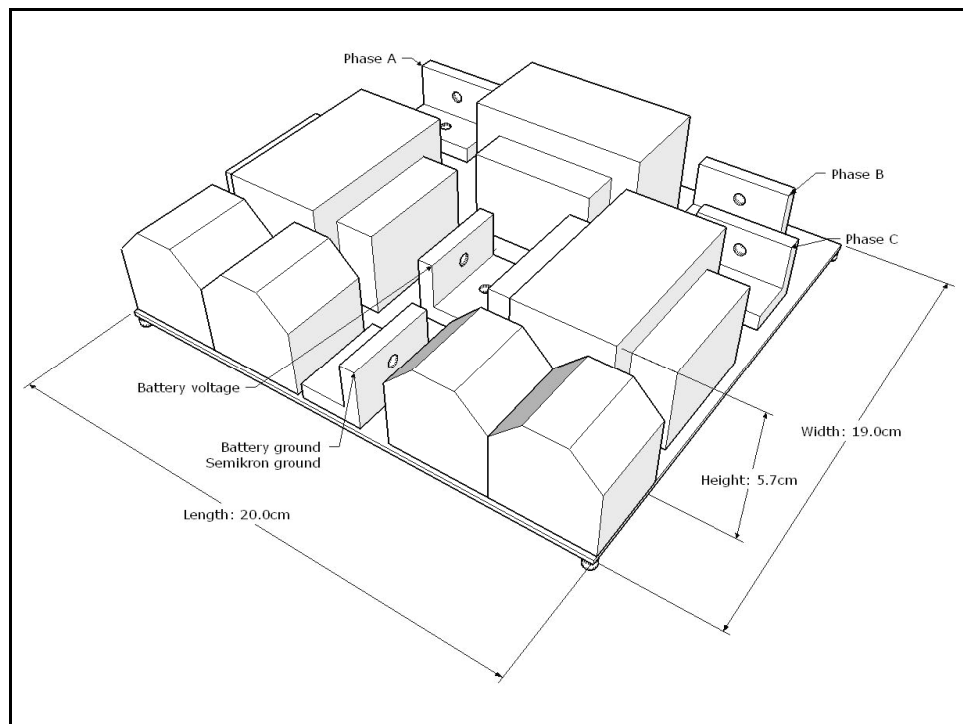 Phase A
Phase B
Phase C
Battery voltage
Battery ground
Semikron ground
Width: 19.0cm
Height: 5.7cm
Length: 20.0cm